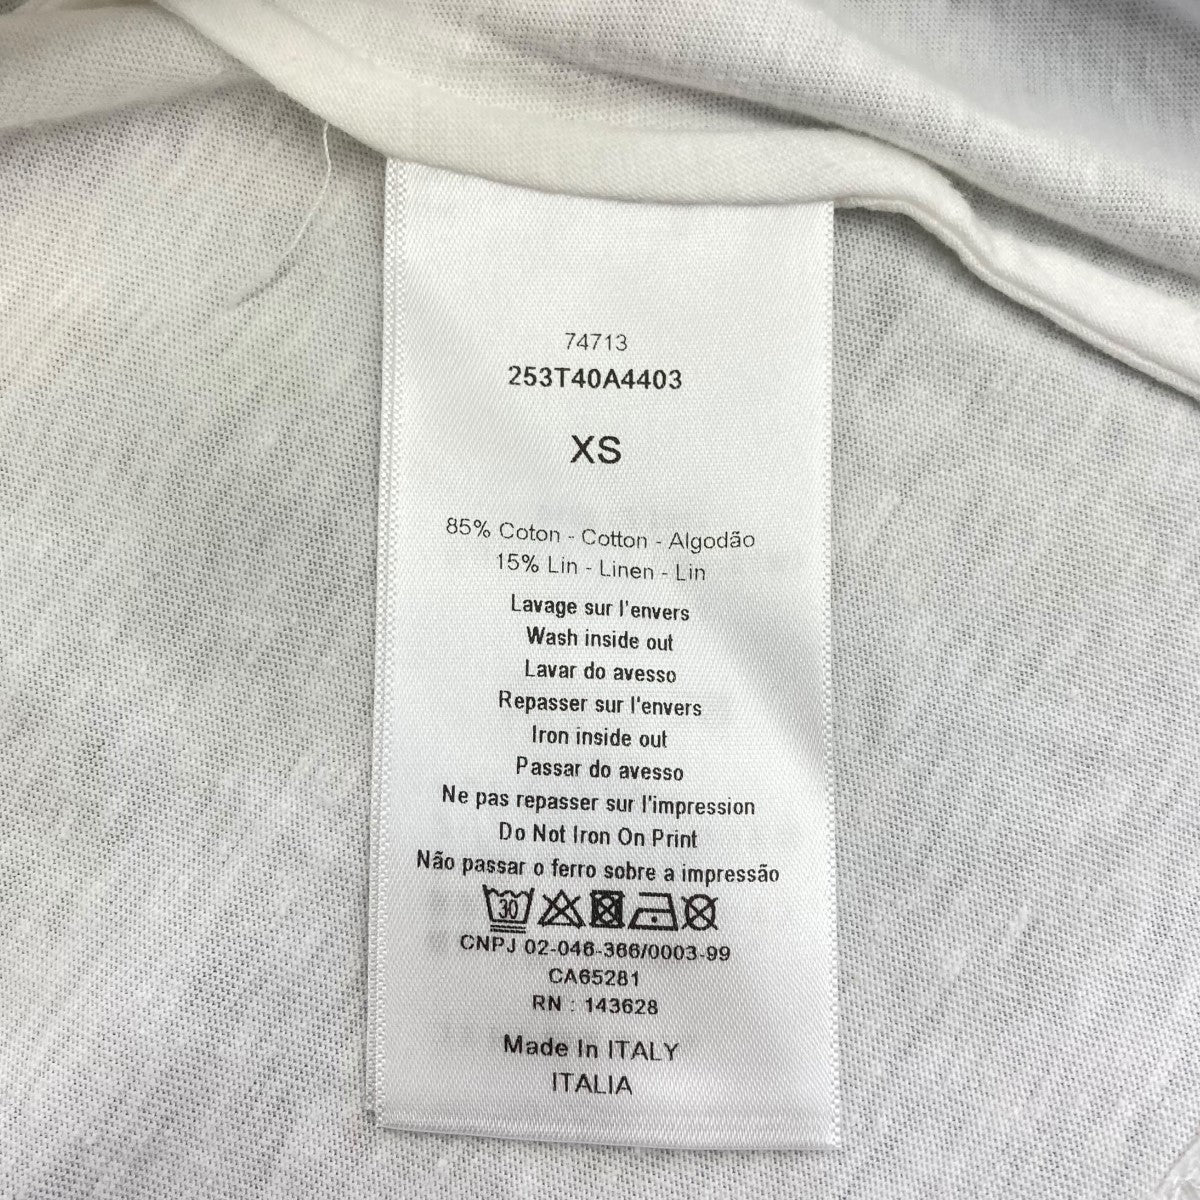 74713
253T40A4403
XS
85% Coton - Cotton - Algodão
15% Lin - Linen - Lin
Lavage sur l'envers
Wash inside out
Lavar do avesso
Repasser sur l'envers
Iron inside out
Passar do avesso
Ne pas repasser sur l'impression
Do Not Iron On Print
Não passar o ferro sobre a impressão
30
CNPJ 02-046-366/0003-99
CA65281
RN : 143628
Made In ITALY
ITALIA